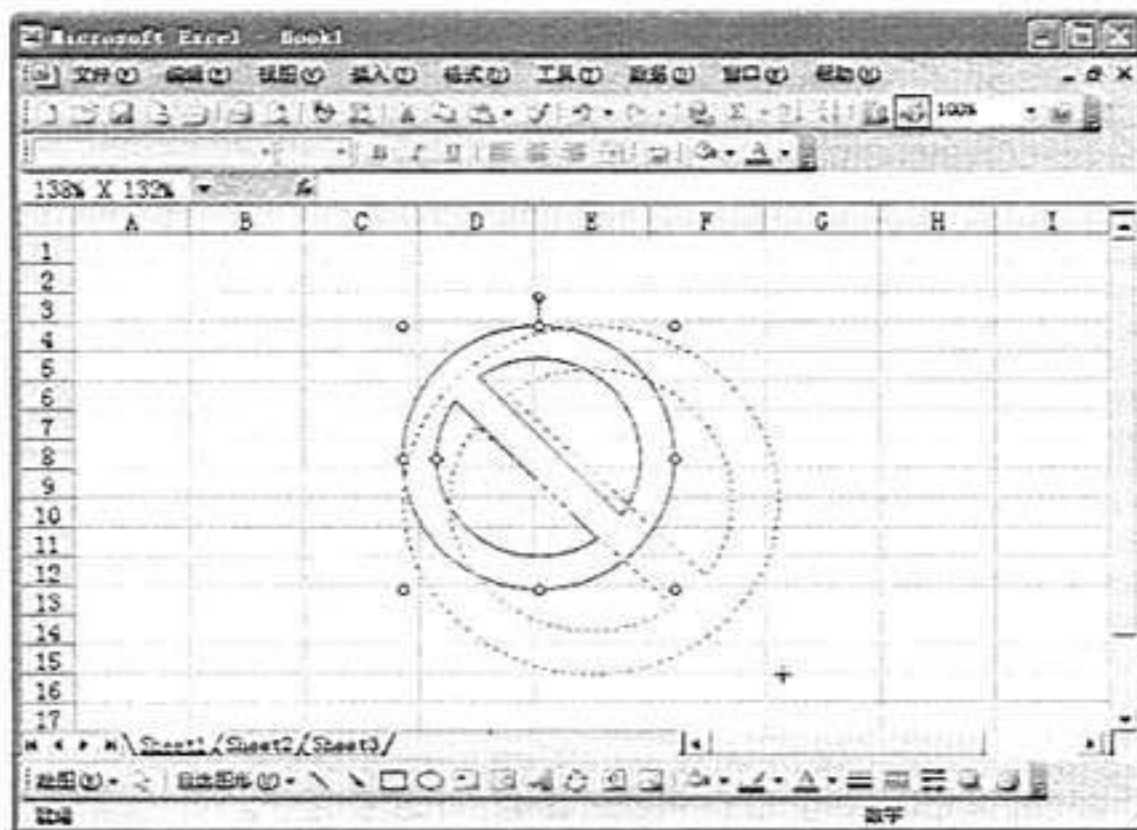 Microsoft Excel - Book1
文件(F) 编辑(E) 视图(V) 插入(I) 格式(O) 工具(T) 数据(D) 窗口(W) 帮助(H)
100%
B I U A
138% X 132% fx
A B C D E F G H I
1
2
3
4
5
6
7
8
9
10
11
12
13
14
15
16
17
Sheet1 Sheet2 Sheet3
绘图(R) 自选图形(U) A
数字